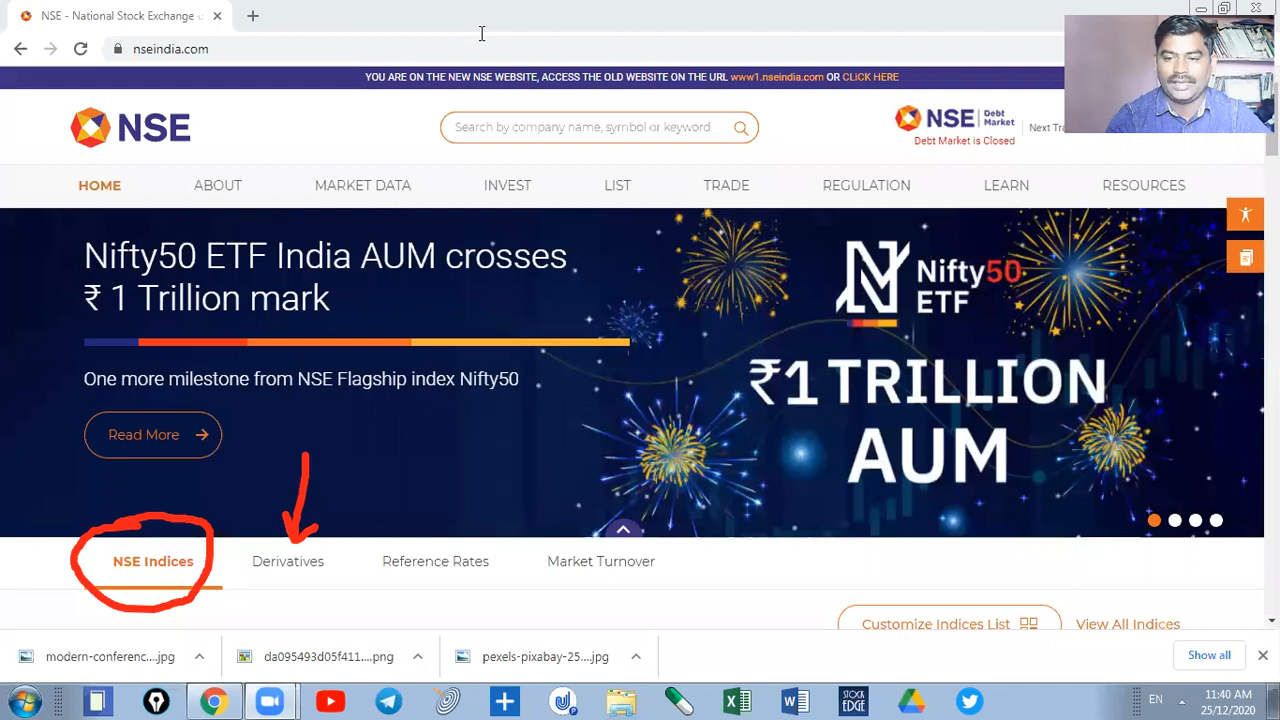 NSE - National Stock Exchange
nseindia.com
YOU ARE ON THE NEW NSE WEBSITE, ACCESS THE OLD WEBSITE ON THE URL www1.nseindia.com OR CLICK HERE
NSE
Search by company name, symbol or keyword
NSE Debt Market
Debt Market is Closed
Next Tra
HOME ABOUT MARKET DATA INVEST LIST TRADE REGULATION LEARN RESOURCES
Nifty50 ETF India AUM crosses
₹ 1 Trillion mark
One more milestone from NSE Flagship index Nifty50
Read More
Nifty50
ETF
₹1 TRILLION
AUM
NSE Indices Derivatives Reference Rates Market Turnover
Customize Indices List View All Indices
modern-conferenc....jpg da095493d05f411....png pexels-pixabay-25....jpg Show all
STOCK EDGE
EN
11:40 AM
25/12/2020